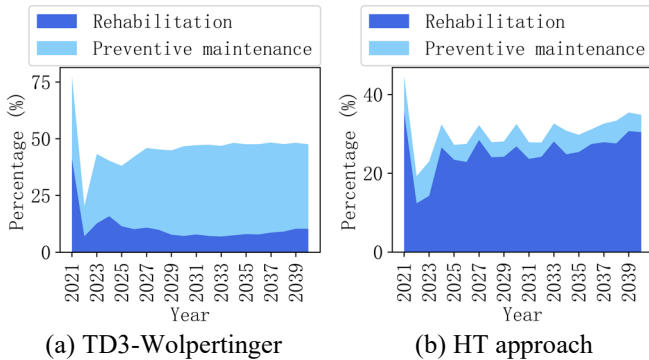 Rehabilitation
Preventive maintenance
75
50
25
0
Percentage (%)
2021
2023
2025
2027
2029
2031
2033
2035
2037
2039
Year
(a) TD3-Wolpertinger
Rehabilitation
Preventive maintenance
40
20
0
Percentage (%)
2021
2023
2025
2027
2029
2031
2033
2035
2037
2039
Year
(b) HT approach